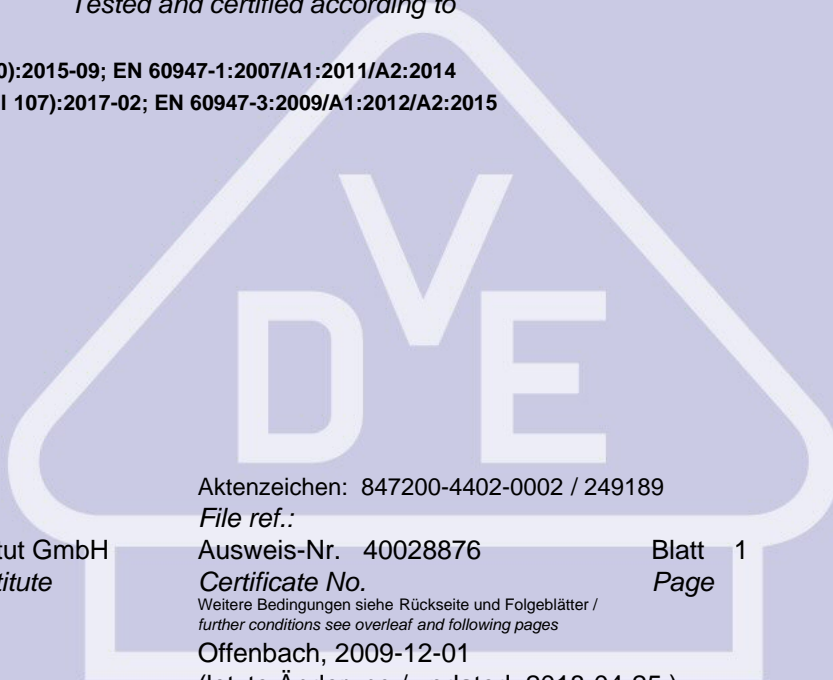 Tested and certified according to
0):2015-09; EN 60947-1:2007/A1:2011/A2:2014
107):2017-02; EN 60947-3:2009/A1:2012/A2:2015
VDE
Aktenzeichen: 847200-4402-0002 / 249189
File ref.:
GmbH
Ausweis-Nr. 40028876 Blatt 1
Certificate No. Page
Weitere Bedingungen siehe Rückseite und Folgeblätter /
further conditions see overleaf and following pages
Offenbach, 2009-12-01